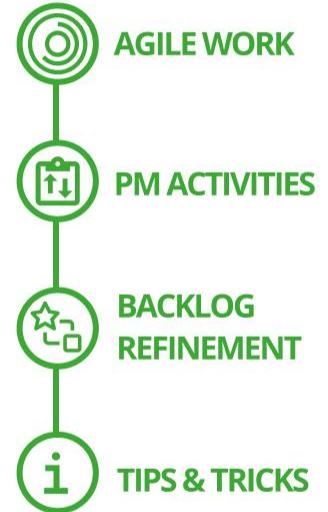 AGILE WORK
PM ACTIVITIES
BACKLOG
REFINEMENT
TIPS & TRICKS